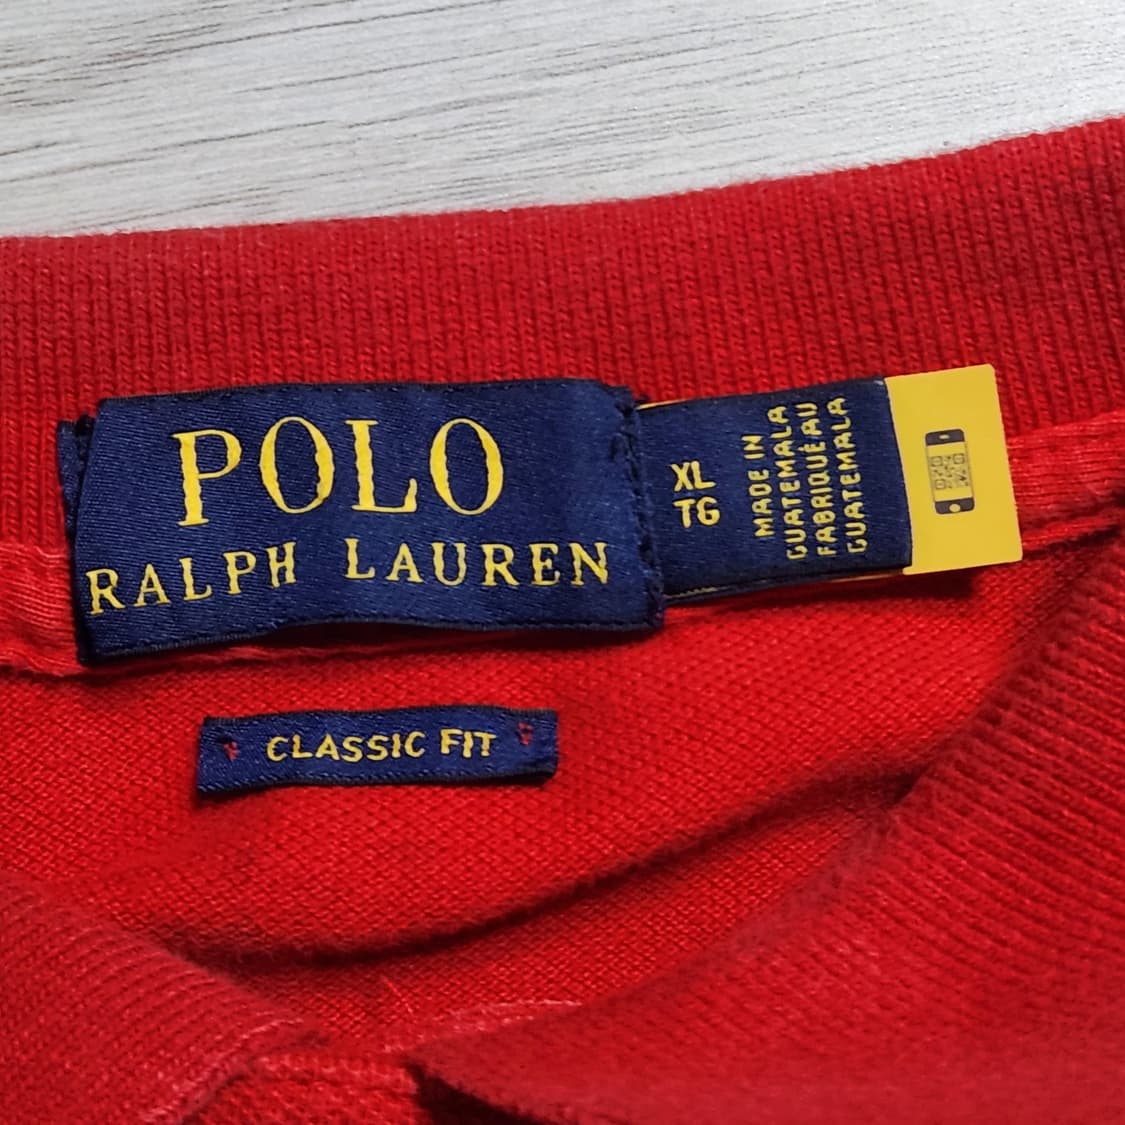 POLO
RALPH LAUREN
XL
TG
MADE IN
GUATEMALA
FABRIQUÉ AU
GUATEMALA
CLASSIC FIT